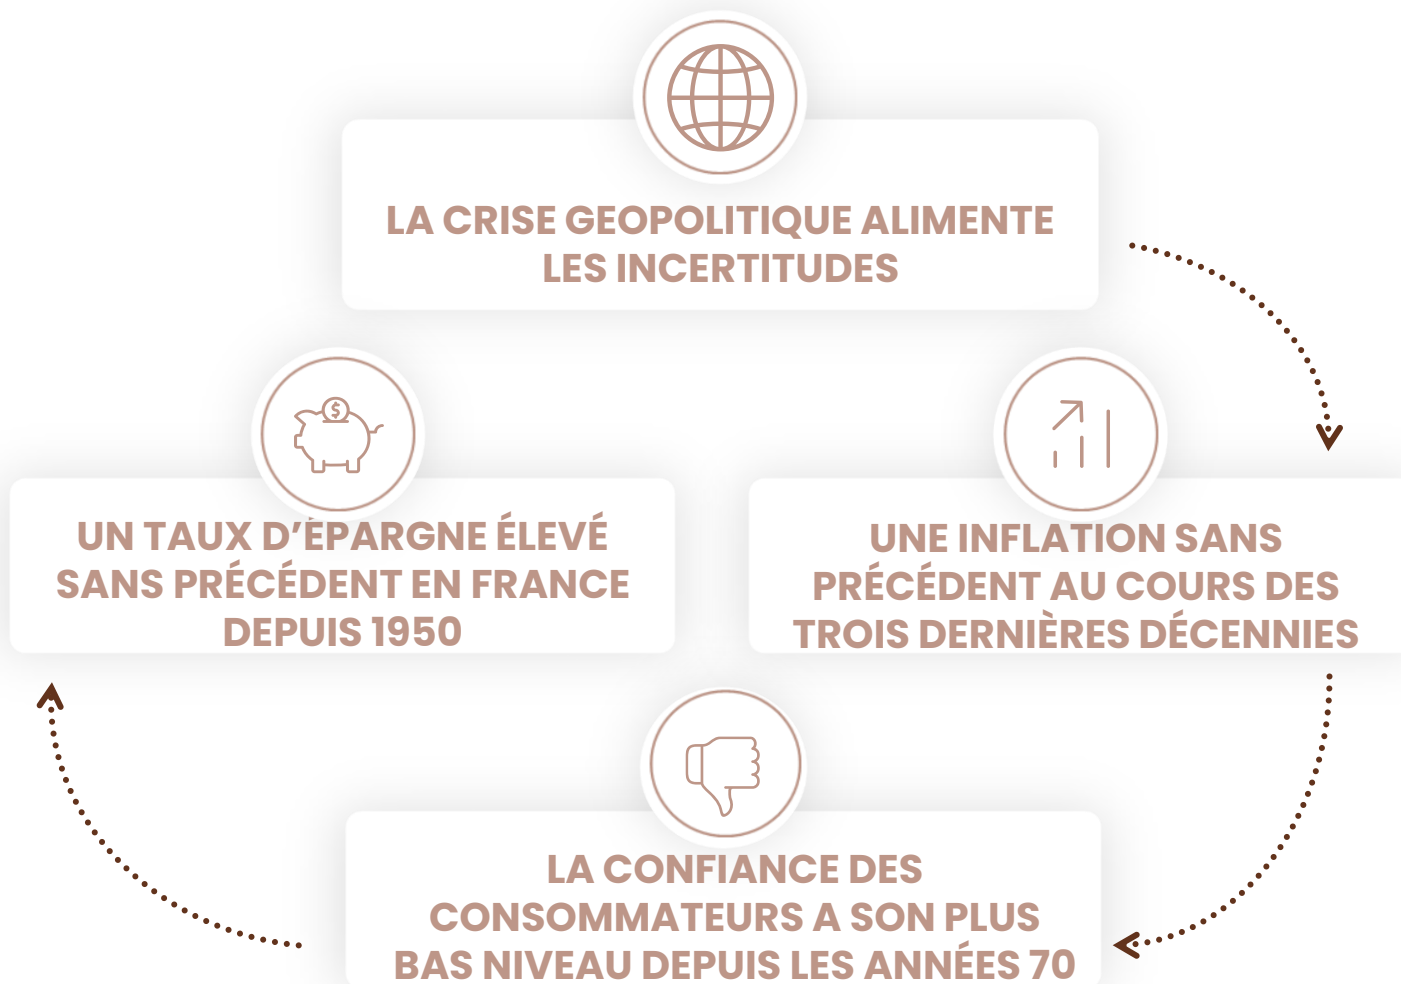 LA CRISE GEOPOLITIQUE ALIMENTE
LES INCERTITUDES
$
UN TAUX D'ÉPARGNE ÉLEVÉ
SANS PRÉCÉDENT EN FRANCE
DEPUIS 1950
UNE INFLATION SANS
PRÉCÉDENT AU COURS DES
TROIS DERNIÈRES DÉCENNIES
LA CONFIANCE DES
CONSOMMATEURS A SON PLUS
BAS NIVEAU DEPUIS LES ANNÉES 70